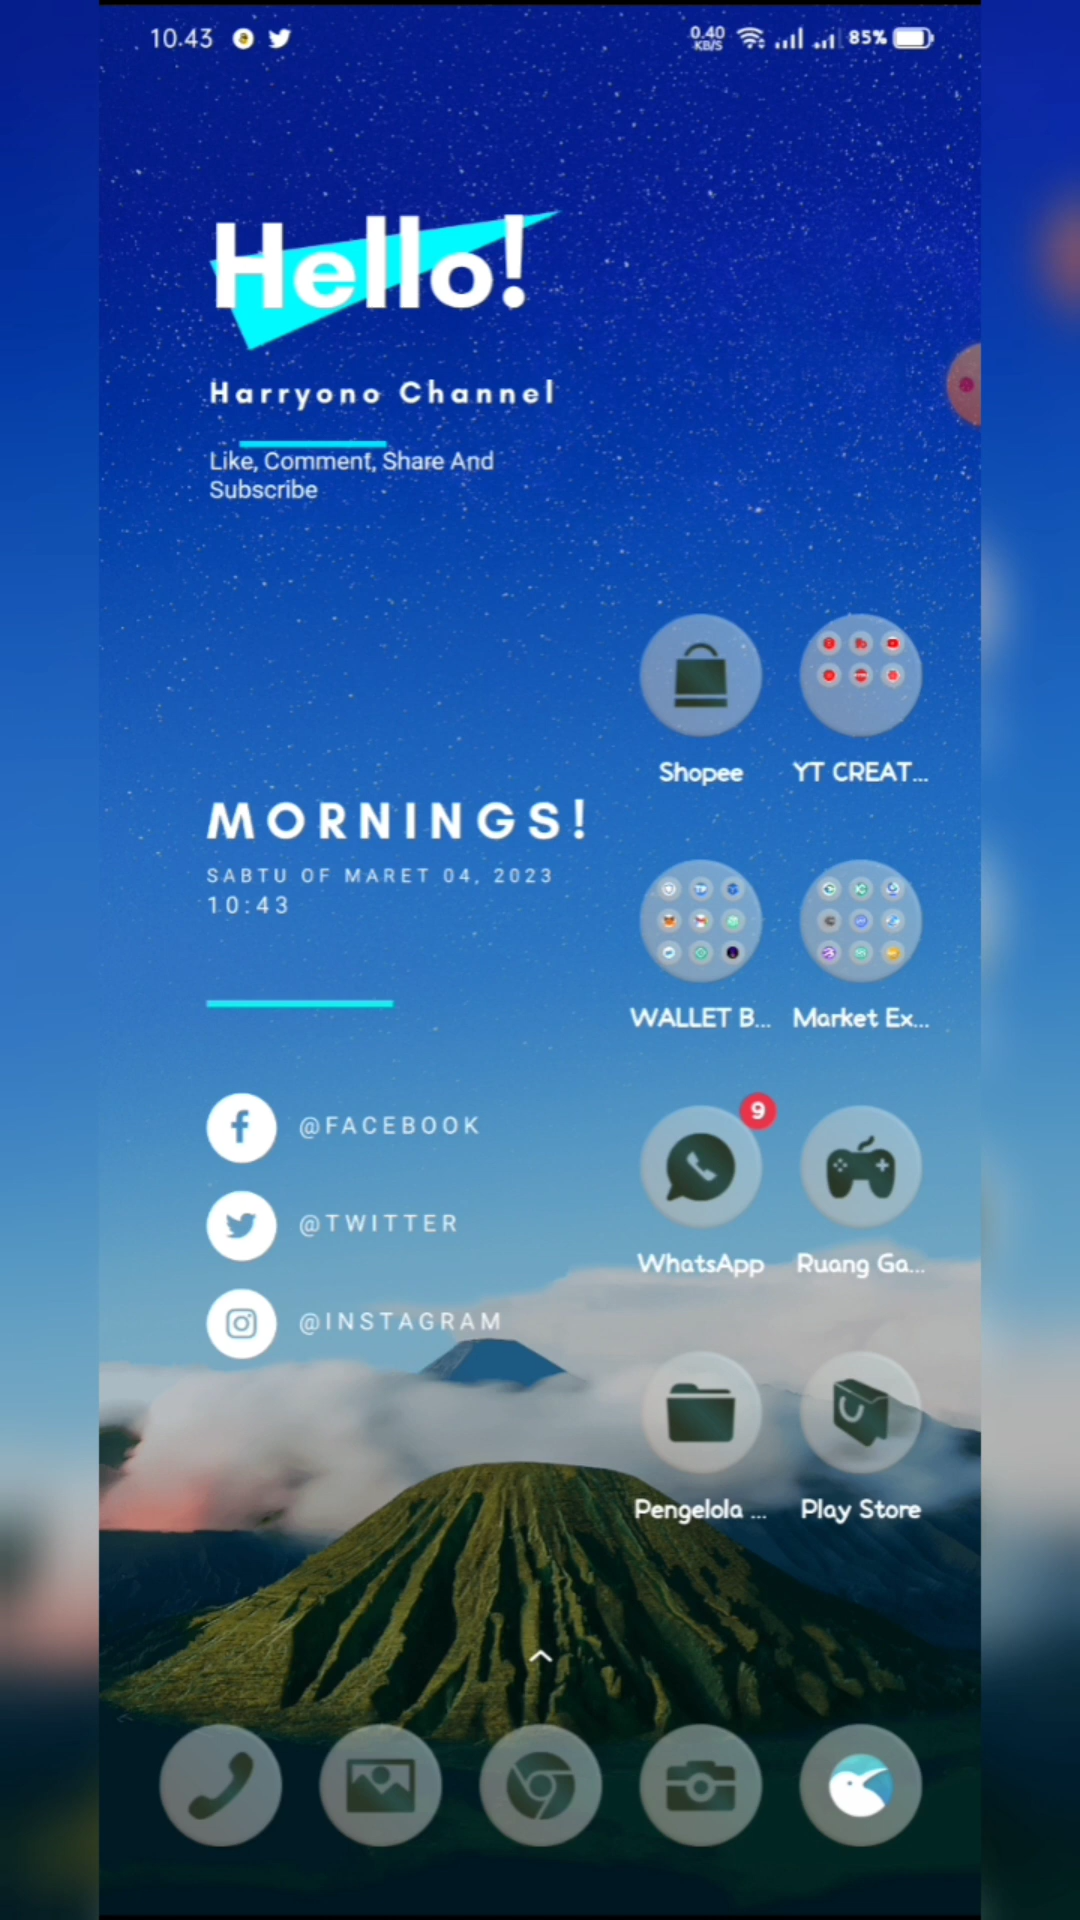 10.43
0.40
KB/S
85%
Hello!
Harryono Channel
Like, Comment, Share And
Subscribe
Shopee
YT CREAT...
MORNINGS!
SABTU OF MARET 04, 2023
10:43
WALLET B...
Market Ex...
@FACEBOOK
9
@TWITTER
WhatsApp
Ruang Ga...
@INSTAGRAM
Pengelola ...
Play Store